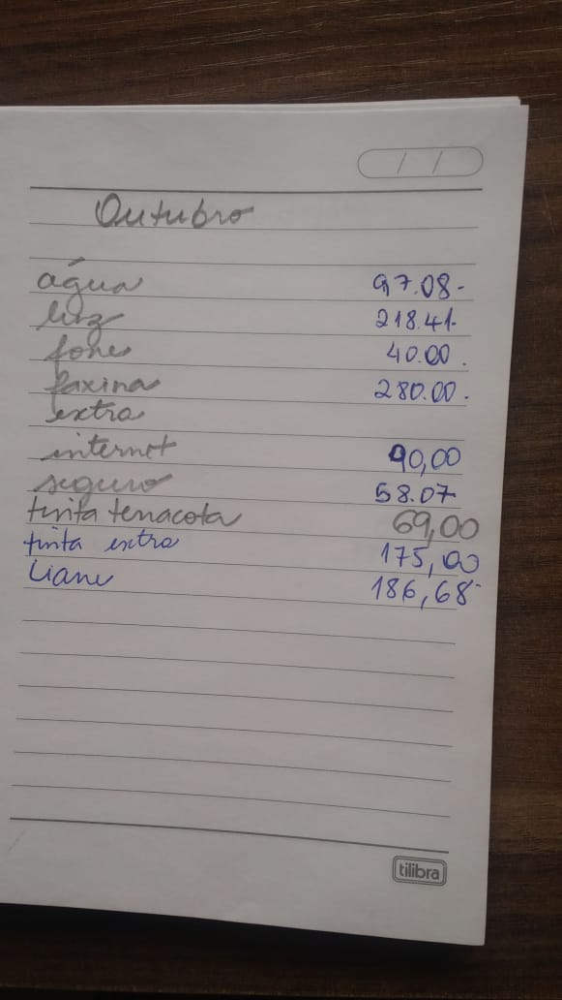 / /
Outubro
água 97.08-
luz 218.41.
fone 40.00.
faxina 280.00.
extra
internet 90,00
seguro 58.07
tinta terracota 69,00
tinta extra 175,00
Liane 186,68-
tilibra